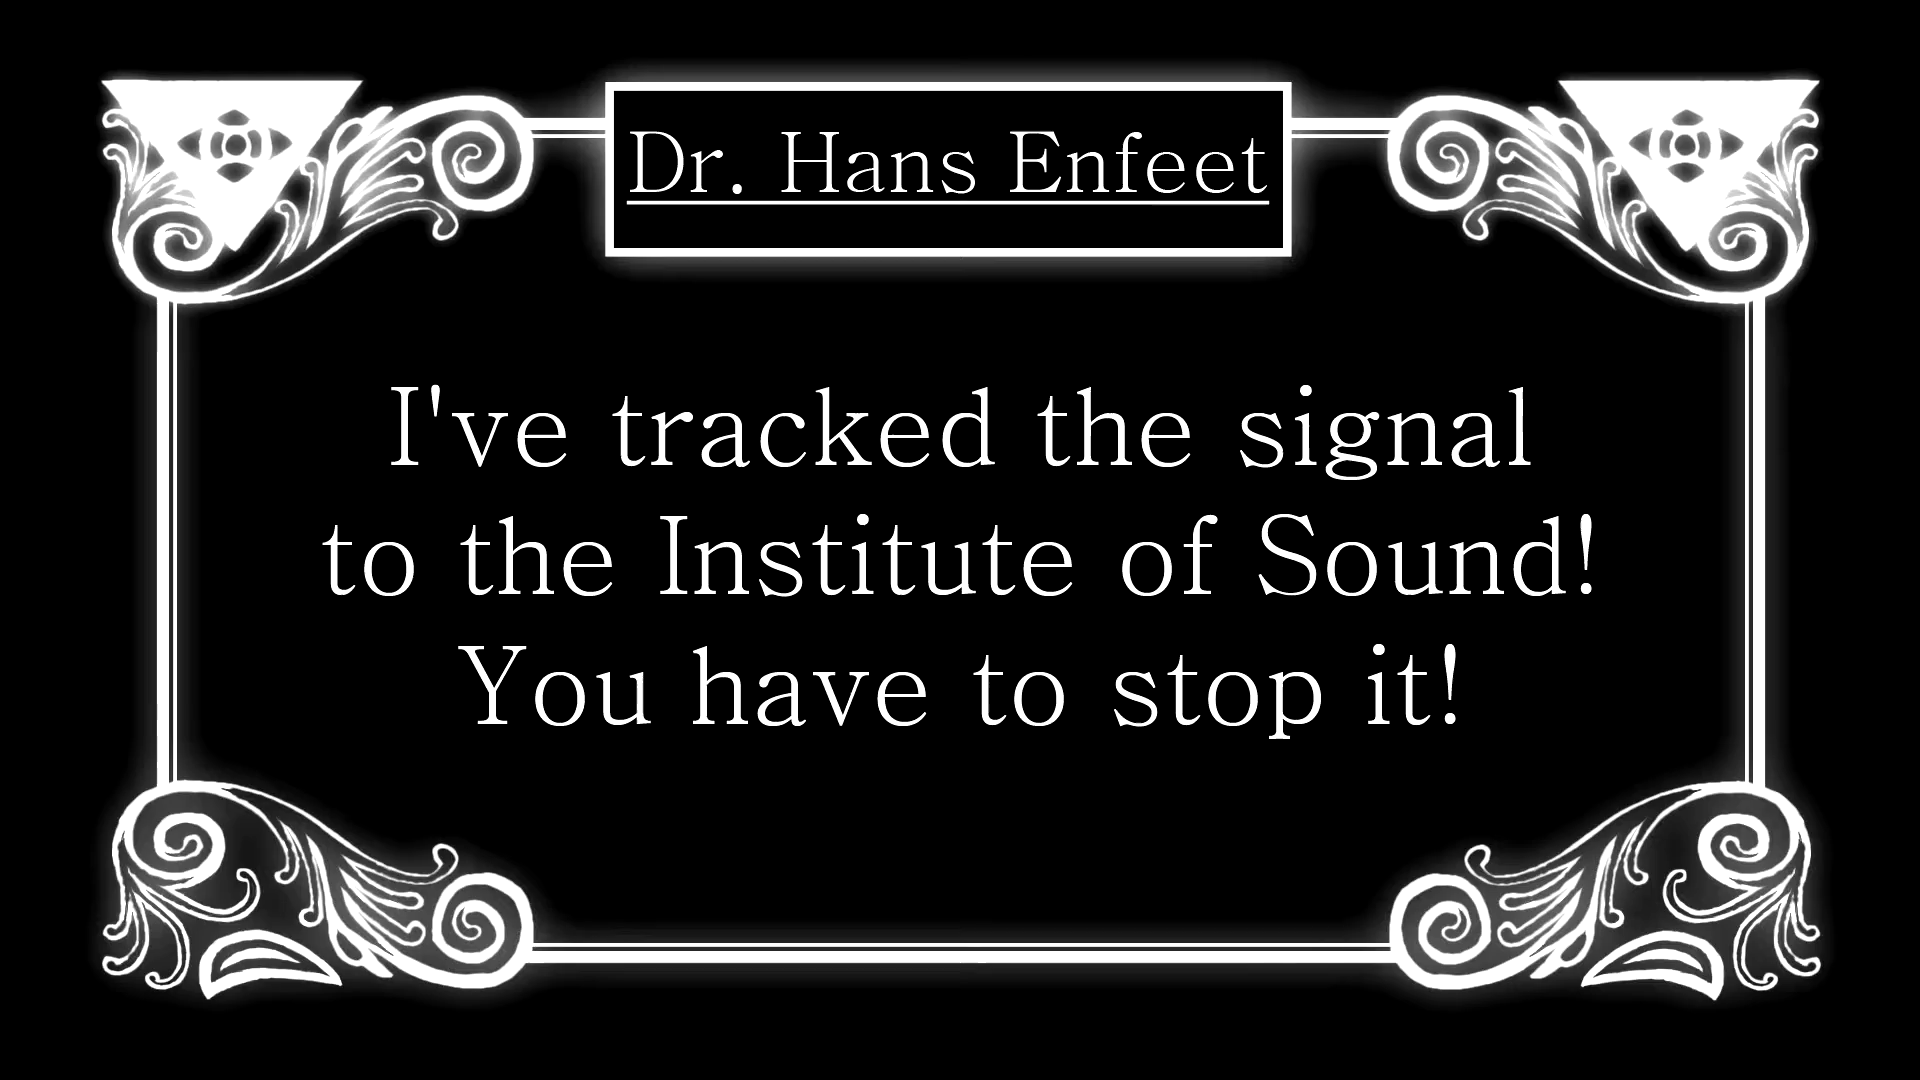 Dr. Hans Enfeet
I've tracked the signal
to the Institute of Sound!
You have to stop it!